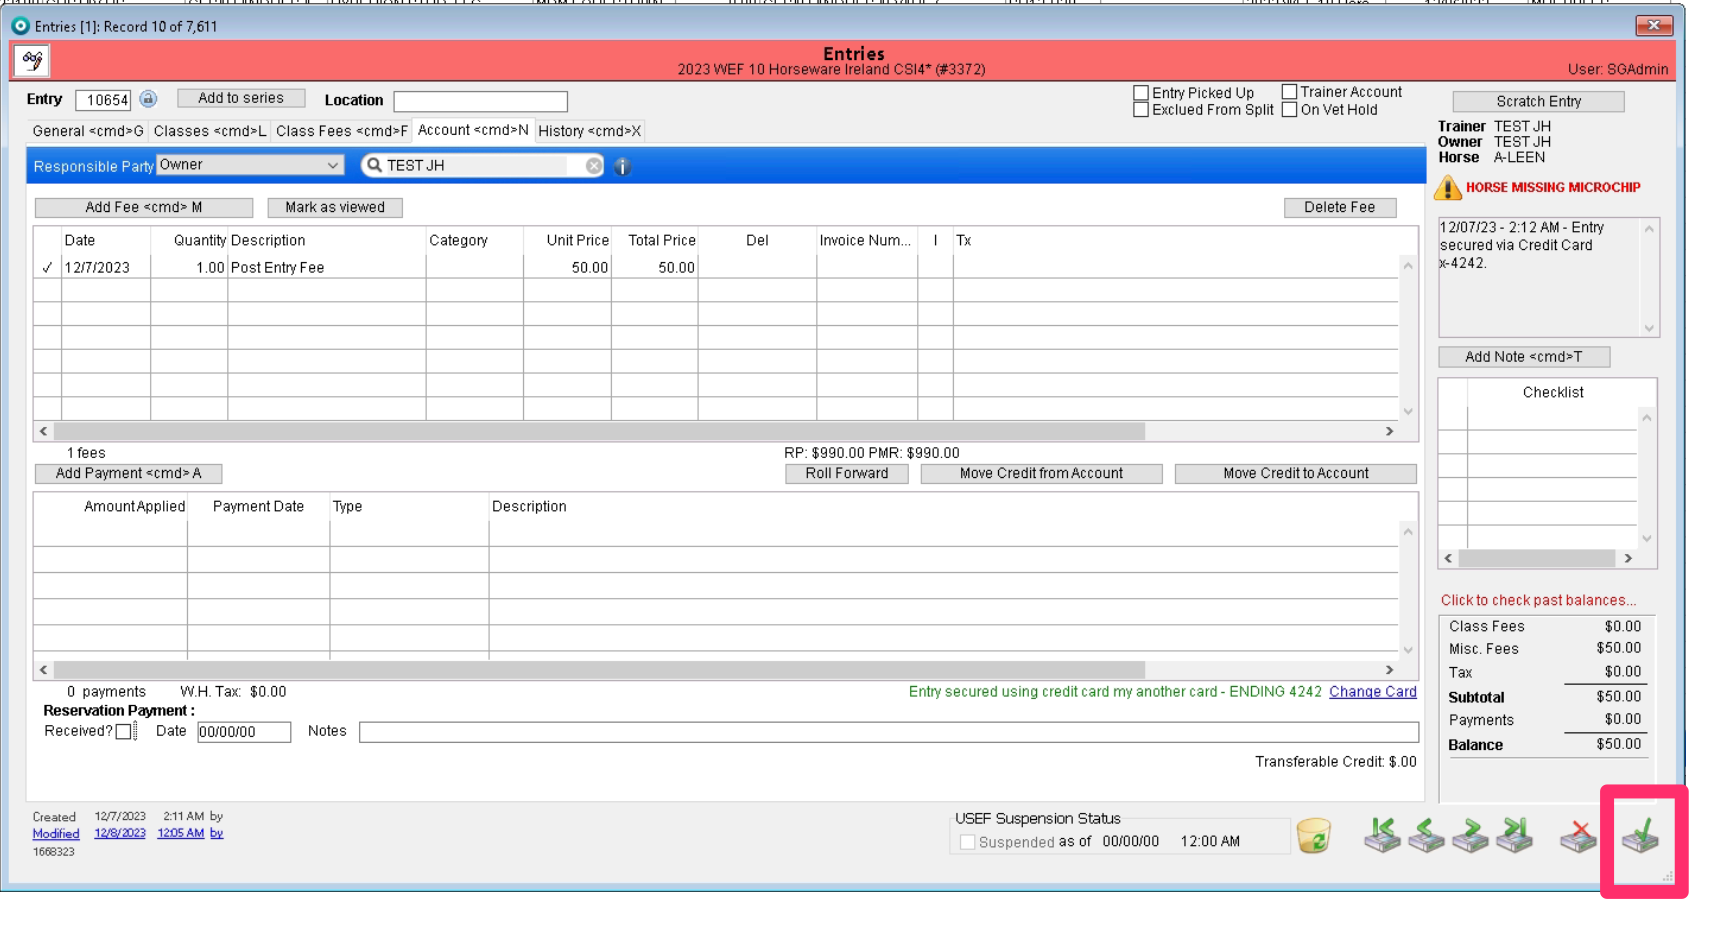 Entries [1]: Record 10 of 7,611
Entries
2023 WEF 10 Horseware Ireland CSI4* (#3372)
User: SGAdmin
Entry 10654 Add to series Location
Entry Picked Up Trainer Account
Exclued From Split On Vet Hold
Scratch Entry
General <cmd>G Classes <cmd>L Class Fees <cmd>F Account <cmd>N History <cmd>X
Trainer TEST JH
Owner TEST JH
Horse A-LEEN
Responsible Party Owner TEST JH
HORSE MISSING MICROCHIP
Add Fee <cmd> M Mark as viewed Delete Fee
12/07/23 - 2:12 AM - Entry
secured via Credit Card
x-4242.
Date Quantity Description Category Unit Price Total Price Del Invoice Num... I Tx
✓ 12/7/2023 1.00 Post Entry Fee 50.00 50.00
Add Note <cmd>T
Checklist
1 fees RP: $990.00 PMR: $990.00
Add Payment <cmd> A Roll Forward Move Credit from Account Move Credit to Account
Amount Applied Payment Date Type Description
Click to check past balances...
Class Fees $0.00
Misc. Fees $50.00
Tax $0.00
Subtotal $50.00
Payments $0.00
Balance $50.00
0 payments W.H. Tax: $0.00 Entry secured using credit card my another card - ENDING 4242 Change Card
Reservation Payment :
Received? Date 00/00/00 Notes
Transferable Credit: $.00
Created 12/7/2023 2:11 AM by
Modified 12/8/2023 12:05 AM by
1668323
USEF Suspension Status
Suspended as of 00/00/00 12:00 AM